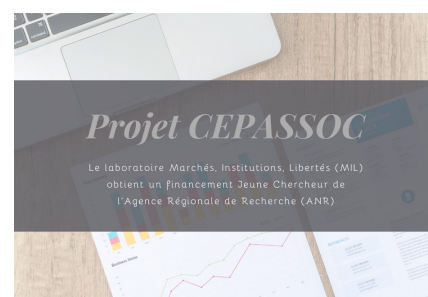 Projet CEPASSOC
Le laboratoire Marchés, Institutions, Libertés (MIL)
obtient un financement Jeune Chercheur de
l'Agence Régionale de Recherche (ANR)